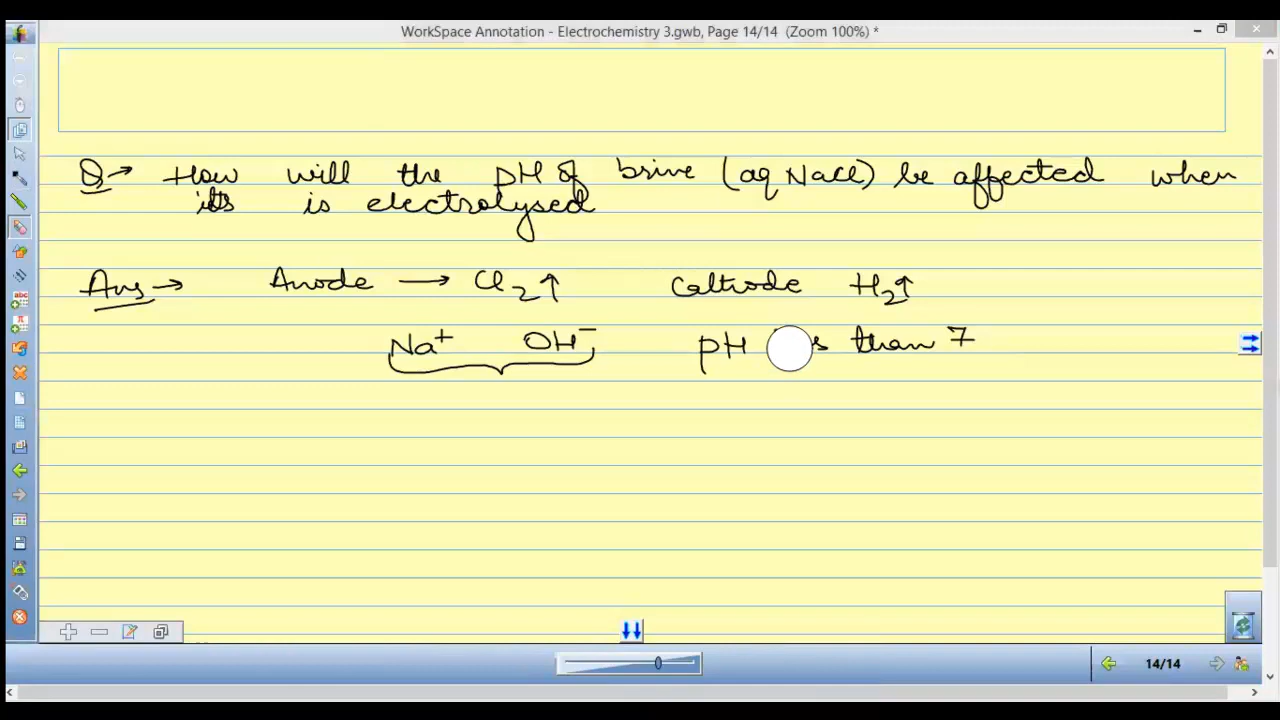 WorkSpace Annotation - Electrochemistry 3.gwb, Page 14/14 (Zoom 100%) *
Q → How will the pH of brine (aq NaCl) be affected when
is electrolysed
Ans → Anode → Cl2↑ Cathode H2↑
Na+ OH− pH than 7
14/14